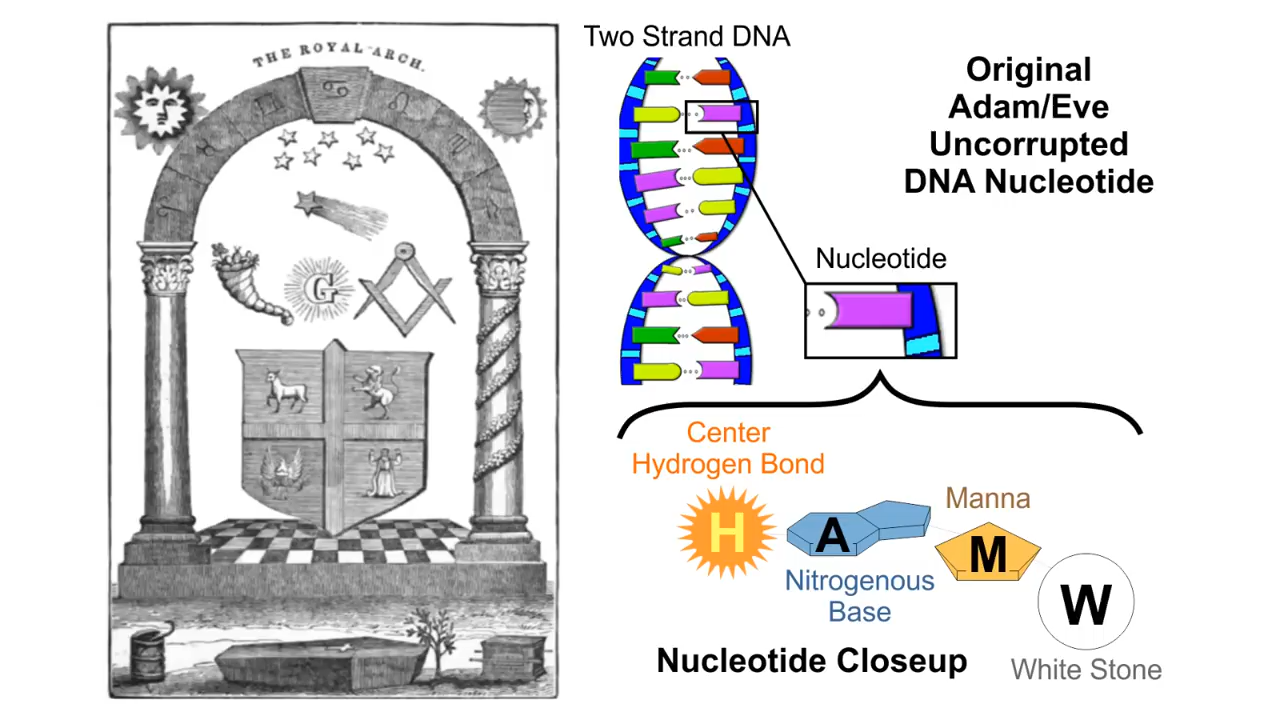 THE ROYAL ARCH.
G
Two Strand DNA
Original
Adam/Eve
Uncorrupted
DNA Nucleotide
Nucleotide
Center
Hydrogen Bond
H
A
Nitrogenous
Base
Manna
M
W
White Stone
Nucleotide Closeup